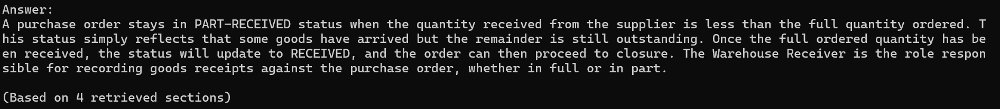 Answer:
A purchase order stays in PART-RECEIVED status when the quantity received from the supplier is less than the full quantity ordered. T
his status simply reflects that some goods have arrived but the remainder is still outstanding. Once the full ordered quantity has be
en received, the status will update to RECEIVED, and the order can then proceed to closure. The Warehouse Receiver is the role respon
sible for recording goods receipts against the purchase order, whether in full or in part.

(Based on 4 retrieved sections)